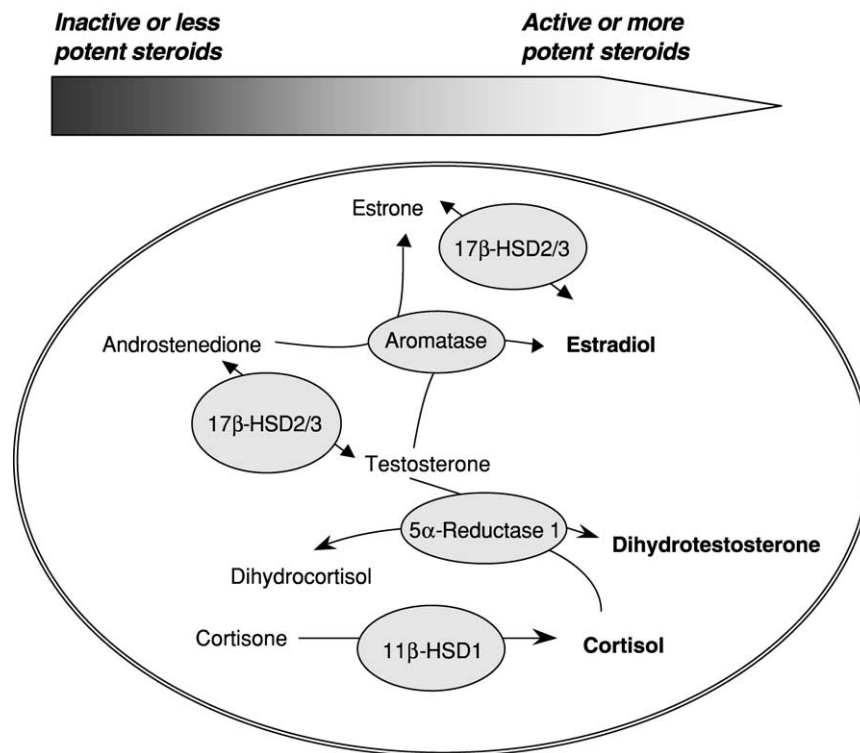 Inactive or less
potent steroids
Active or more
potent steroids
Estrone
17β-HSD2/3
Androstenedione
Aromatase
Estradiol
17β-HSD2/3
Testosterone
5α-Reductase 1
Dihydrotestosterone
Dihydrocortisol
Cortisone
11β-HSD1
Cortisol